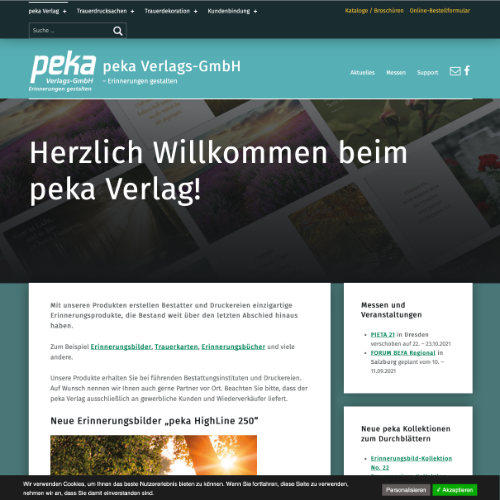 peka Verlag + Trauerdrucksachen + Trauerdekoration + Kundenbindung + Kataloge / Broschüren Online-Bestellformular
Suche ...
peka
Verlags-GmbH
Erinnerungen gestalten
peka Verlags-GmbH
– Erinnerungen gestalten
Aktuelles Messen Support
Herzlich Willkommen beim
peka Verlag!
Mit unseren Produkten erstellen Bestatter und Druckereien einzigartige
Erinnerungsprodukte, die Bestand weit über den letzten Abschied hinaus
haben.
Zum Beispiel Erinnerungsbilder, Trauerkarten, Erinnerungsbücher und viele
andere.
Unsere Produkte erhalten Sie bei führenden Bestattungsinstituten und Druckereien.
Auf Wunsch nennen wir Ihnen auch gerne Partner vor Ort. Beachten Sie bitte, dass der
peka Verlag ausschließlich an gewerbliche Kunden und Wiederverkäufer liefert.
Neue Erinnerungsbilder „peka HighLine 250“
Messen und
Veranstaltungen
PIETA 21 in Dresden
verschoben auf 22. – 23.10.2021
FORUM BEFA Regional in
Salzburg geplant vom 10. –
11.09.2021
Neue peka Kollektionen
zum Durchblättern
Erinnerungsbild-Kollektion
No. 22
Wir verwenden Cookies, um Ihnen das beste Nutzererlebnis bieten zu können. Wenn Sie fortfahren, diese Seite zu verwenden,
nehmen wir an, dass Sie damit einverstanden sind.
Personalisieren
✓ Akzeptieren